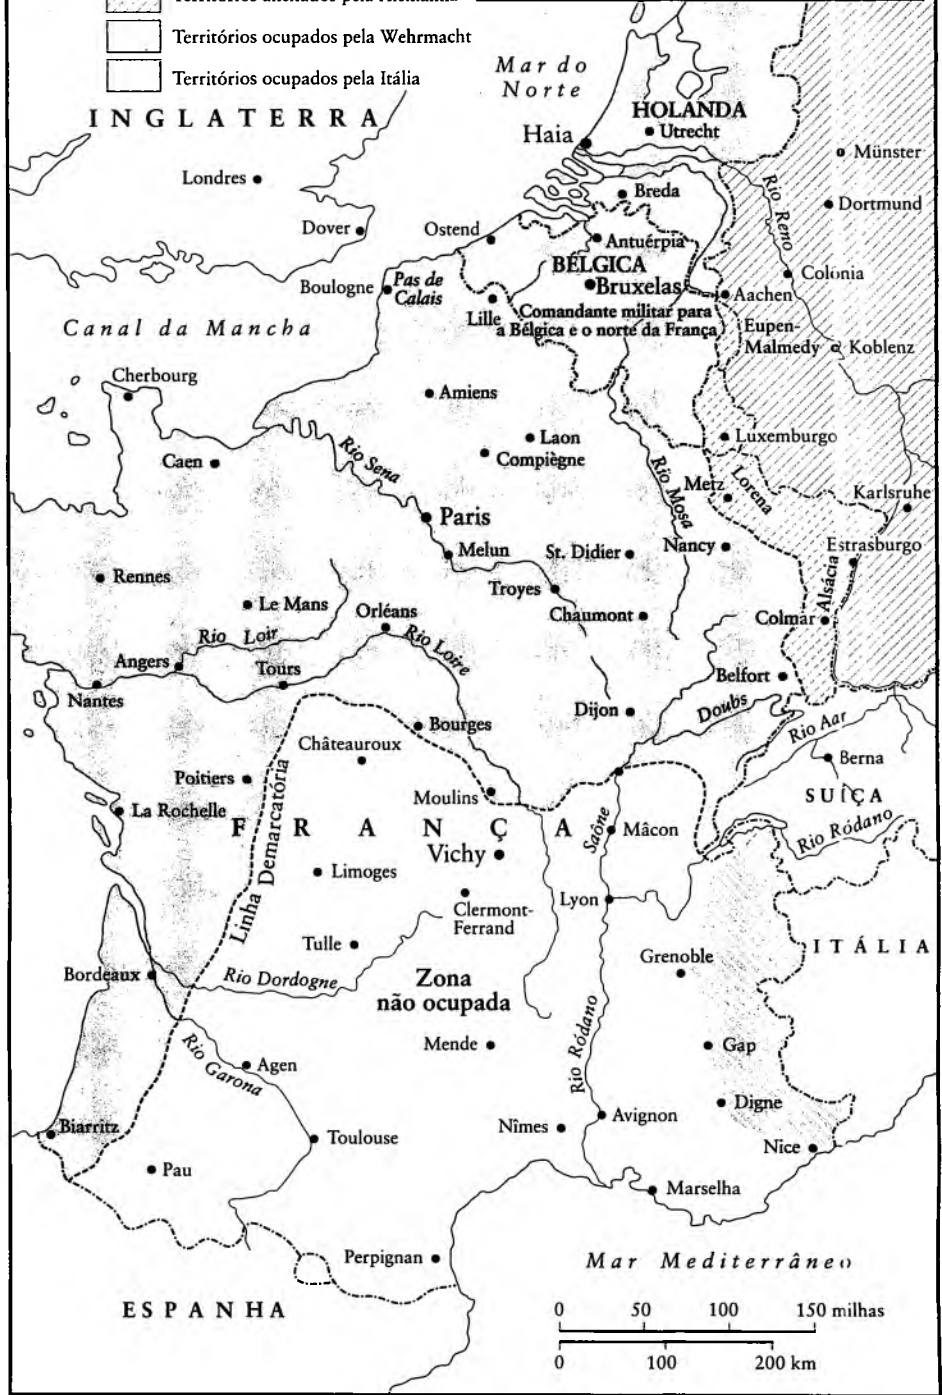 Territórios anexados pela Alemanha
Territórios ocupados pela Wehrmacht
Territórios ocupados pela Itália
Mar do
Norte
INGLATERRA
HOLANDA
Utrecht
Haia
Münster
Londres
Rio Reno
Breda
Dortmund
Dover
Ostend
Antuérpia
BÉLGICA
Colônia
Boulogne
Pas de
Calais
Bruxelas
Aachen
Lille
Comandante militar para
a Bélgica e o norte da França
Eupen-
Malmedy
Koblenz
Canal da Mancha
Cherbourg
Amiens
Laon
Luxemburgo
Compiègne
Caen
Rio Sena
Rio Mosa
Metz
Lorena
Karlsruhe
Paris
Melun
St. Didier
Nancy
Estrasburgo
Rennes
Troyes
Alsácia
Le Mans
Orléans
Chaumont
Colmar
Rio Loir
Rio Loire
Angers
Tours
Belfort
Nantes
Dijon
Doubs
Rio Aar
Bourges
Châteauroux
Berna
Poitiers
Linha Demarcatória
Moulins
SUÍÇA
La Rochelle
FRANÇA
Saône
Mâcon
Rio Ródano
Vichy
Limoges
Lyon
Clermont-
Ferrand
Tulle
ITÁLIA
Grenoble
Bordeaux
Rio Dordogne
Zona
não ocupada
Rio Ródano
Mende
Gap
Rio Garona
Agen
Digne
Avignon
Biarritz
Nîmes
Toulouse
Nice
Pau
Marselha
Perpignan
Mar Mediterrâneo
ESPANHA
0 50 100 150 milhas
0 100 200 km